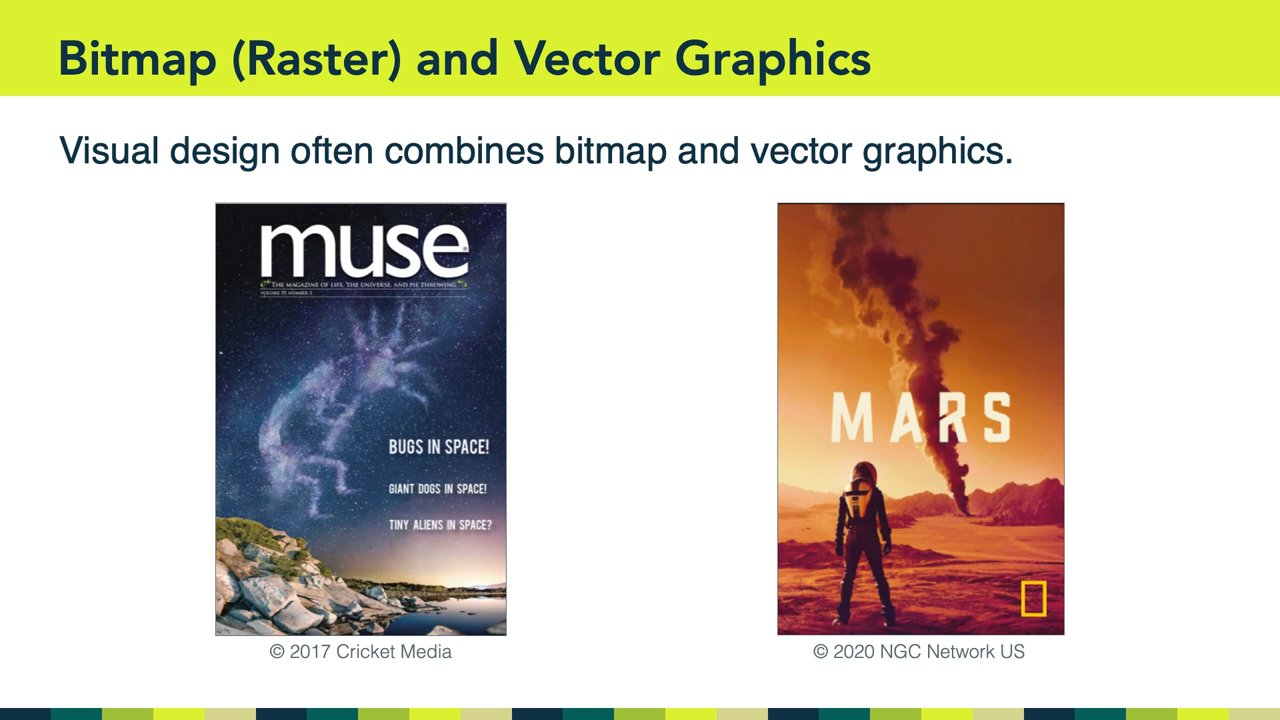 Bitmap (Raster) and Vector Graphics
Visual design often combines bitmap and vector graphics.
muse
THE MAGAZINE OF LIFE, THE UNIVERSE, AND PIE THROWING
VOLUME 19, NUMBER 3
BUGS IN SPACE!
GIANT DOGS IN SPACE!
TINY ALIENS IN SPACE?
© 2017 Cricket Media
MARS
© 2020 NGC Network US